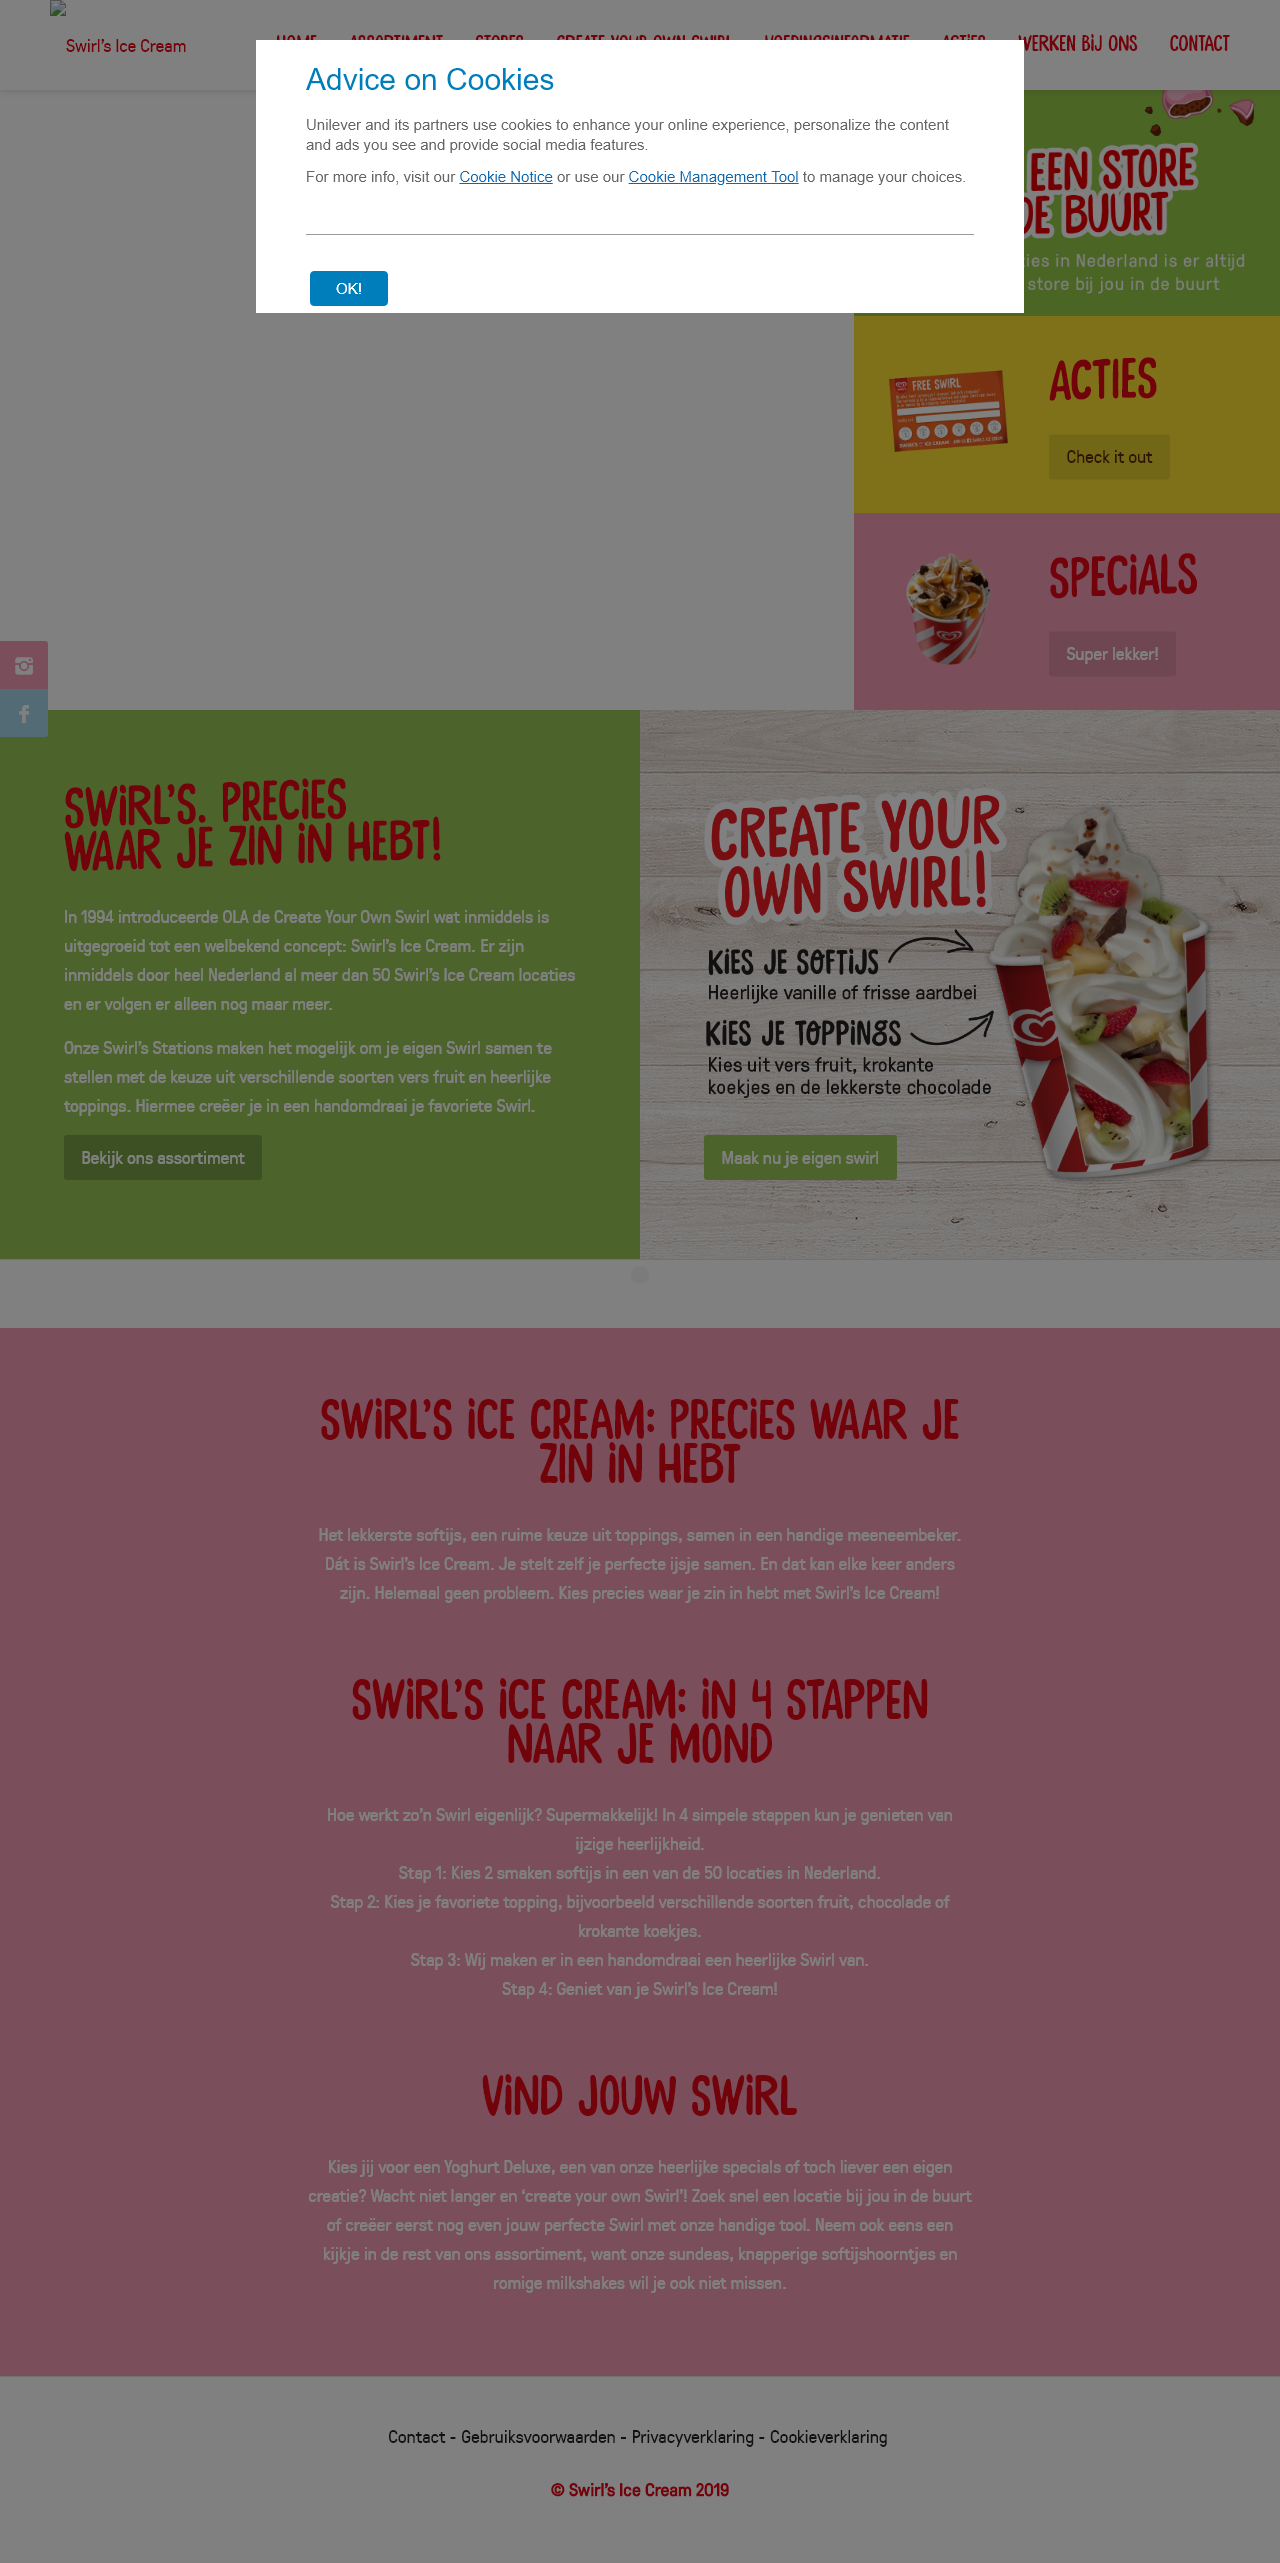 Swirl's Ice Cream
HOME ASSORTIMENT STORES CREATE YOUR OWN SWIRL VOEDINGSINFORMATIE ACTIES WERKEN BIJ ONS CONTACT
Advice on Cookies
Unilever and its partners use cookies to enhance your online experience, personalize the content
and ads you see and provide social media features.
For more info, visit our Cookie Notice or use our Cookie Management Tool to manage your choices.
OK!
EEN STORE
DE BUURT
in Nederland is er altijd
store bij jou in de buurt
FREE SWIRL
ACTIES
Check it out
SPECIALS
Super lekker!
SWIRL'S. PRECIES
WAAR JE ZIN IN HEBT!
In 1994 introduceerde OLA de Create Your Own Swirl wat inmiddels is
uitgegroeid tot een welbekend concept: Swirl's Ice Cream. Er zijn
inmiddels door heel Nederland al meer dan 50 Swirl's Ice Cream locaties
en er volgen er alleen nog maar meer.
Onze Swirl's Stations maken het mogelijk om je eigen Swirl samen te
stellen met de keuze uit verschillende soorten vers fruit en heerlijke
toppings. Hiermee creëer je in een handomdraai je favoriete Swirl.
Bekijk ons assortiment
CREATE YOUR
OWN SWIRL!
KIES JE SOFTIJS
Heerlijke vanille of frisse aardbei
KIES JE TOPPINGS
Kies uit vers fruit, krokante
koekjes en de lekkerste chocolade
Maak nu je eigen swirl
SWIRL'S ICE CREAM: PRECIES WAAR JE
ZIN IN HEBT
Het lekkerste softijs, een ruime keuze uit toppings, samen in een handige meeneembeker.
Dát is Swirl's Ice Cream. Je stelt zelf je perfecte ijsje samen. En dat kan elke keer anders
zijn. Helemaal geen probleem. Kies precies waar je zin in hebt met Swirl's Ice Cream!
SWIRL'S ICE CREAM: IN 4 STAPPEN
NAAR JE MOND
Hoe werkt zo'n Swirl eigenlijk? Supermakkelijk! In 4 simpele stappen kun je genieten van
ijzige heerlijkheid.
Stap 1: Kies 2 smaken softijs in een van de 50 locaties in Nederland.
Stap 2: Kies je favoriete topping, bijvoorbeeld verschillende soorten fruit, chocolade of
krokante koekjes.
Stap 3: Wij maken er in een handomdraai een heerlijke Swirl van.
Stap 4: Geniet van je Swirl's Ice Cream!
VIND JOUW SWIRL
Kies jij voor een Yoghurt Deluxe, een van onze heerlijke specials of toch liever een eigen
creatie? Wacht niet langer en 'create your own Swirl'! Zoek snel een locatie bij jou in de buurt
of creëer eerst nog even jouw perfecte Swirl met onze handige tool. Neem ook eens een
kijkje in de rest van ons assortiment, want onze sundeas, knapperige softijshoorntjes en
romige milkshakes wil je ook niet missen.
Contact - Gebruiksvoorwaarden - Privacyverklaring - Cookieverklaring
© Swirl's Ice Cream 2019